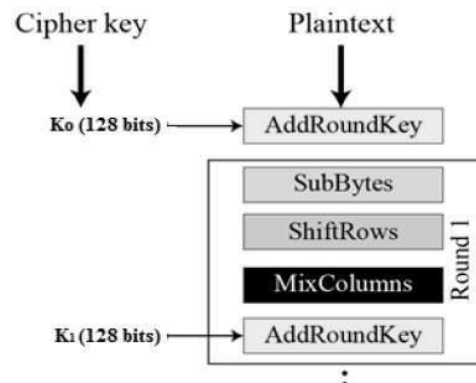 Cipher key Plaintext
K0 (128 bits) AddRoundKey
SubBytes
ShiftRows
MixColumns
Round 1
K1 (128 bits) AddRoundKey